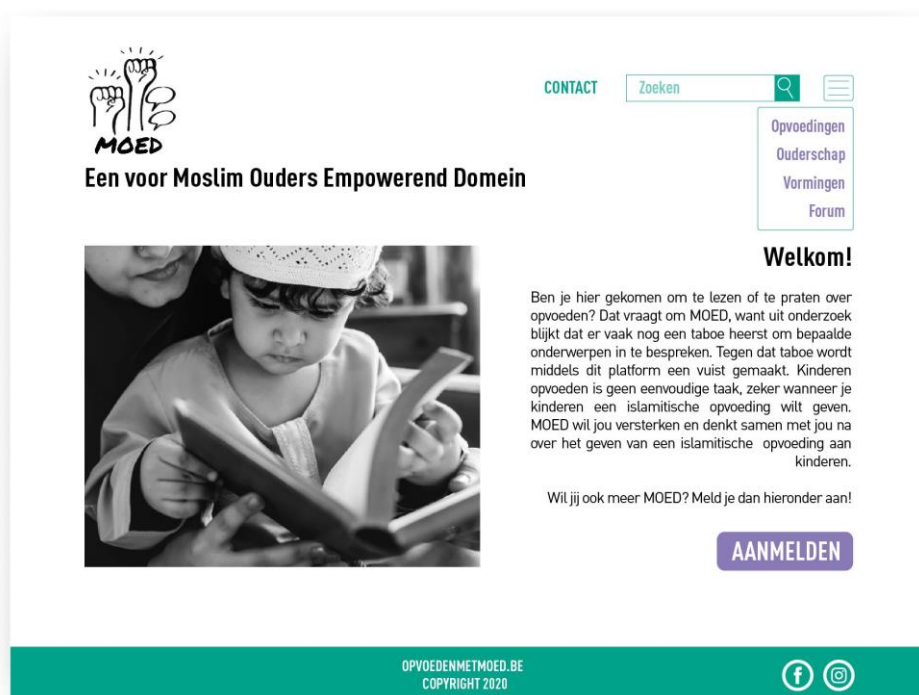 MOED
Een voor Moslim Ouders Empowerend Domein
CONTACT
Zoeken
Opvoedingen
Ouderschap
Vormingen
Forum
Welkom!
Ben je hier gekomen om te lezen of te praten over
opvoeden? Dat vraagt om MOED, want uit onderzoek
blijkt dat er vaak nog een taboe heerst om bepaalde
onderwerpen in te bespreken. Tegen dat taboe wordt
middels dit platform een vuist gemaakt. Kinderen
opvoeden is geen eenvoudige taak, zeker wanneer je
kinderen een islamitische opvoeding wilt geven.
MOED wil jou versterken en denkt samen met jou na
over het geven van een islamitische opvoeding aan
kinderen.
Wil jij ook meer MOED? Meld je dan hieronder aan!
AANMELDEN
OPVOEDENMETMOED.BE
COPYRIGHT 2020